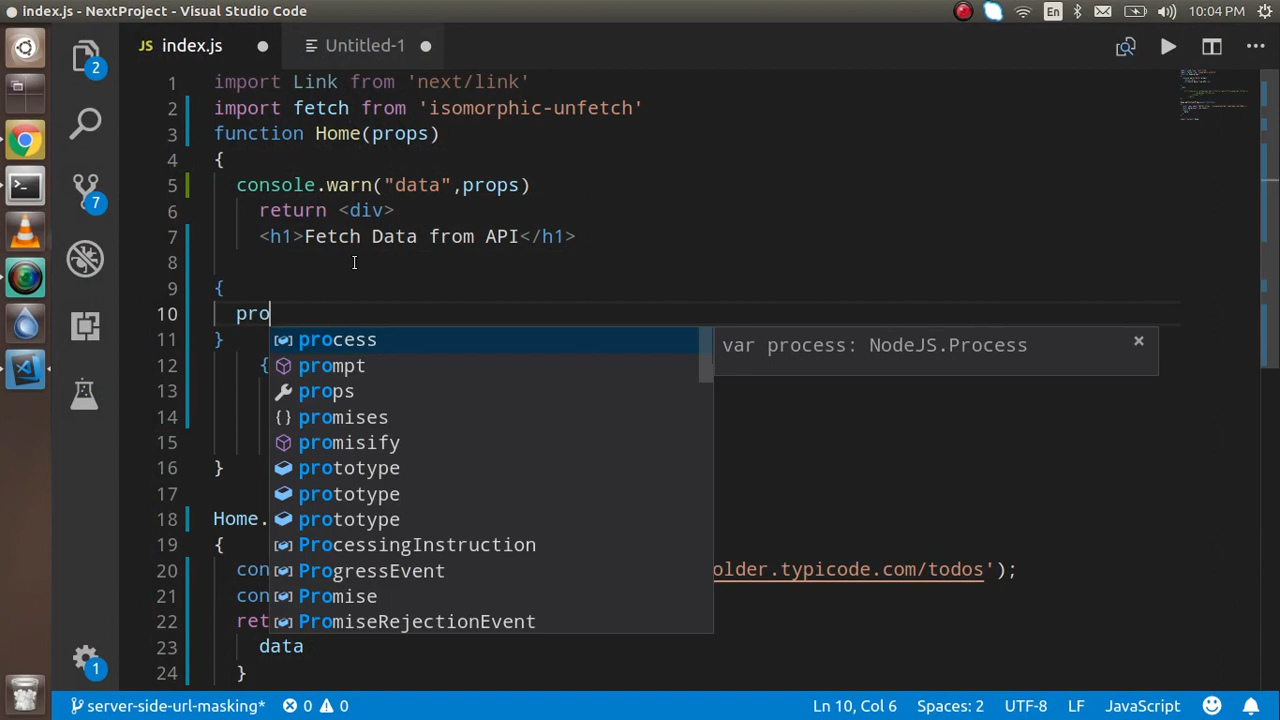 index.js - NextProject - Visual Studio Code
En
10:04 PM
JS index.js
Untitled-1
2
7
1
1 import Link from 'next/link'
2 import fetch from 'isomorphic-unfetch'
3 function Home(props)
4 {
5 console.warn("data",props)
6 return <div>
7 <h1>Fetch Data from API</h1>
8
9 {
10 pro
11 }
12 {
13
14
15
16 }
17
18 Home.
19 {
20 con older.typicode.com/todos');
21 con
22 ret
23 data
24 }
process
prompt
props
promises
promisify
prototype
prototype
prototype
ProcessingInstruction
ProgressEvent
Promise
PromiseRejectionEvent
var process: NodeJS.Process
server-side-url-masking* 0 0 Ln 10, Col 6 Spaces: 2 UTF-8 LF JavaScript